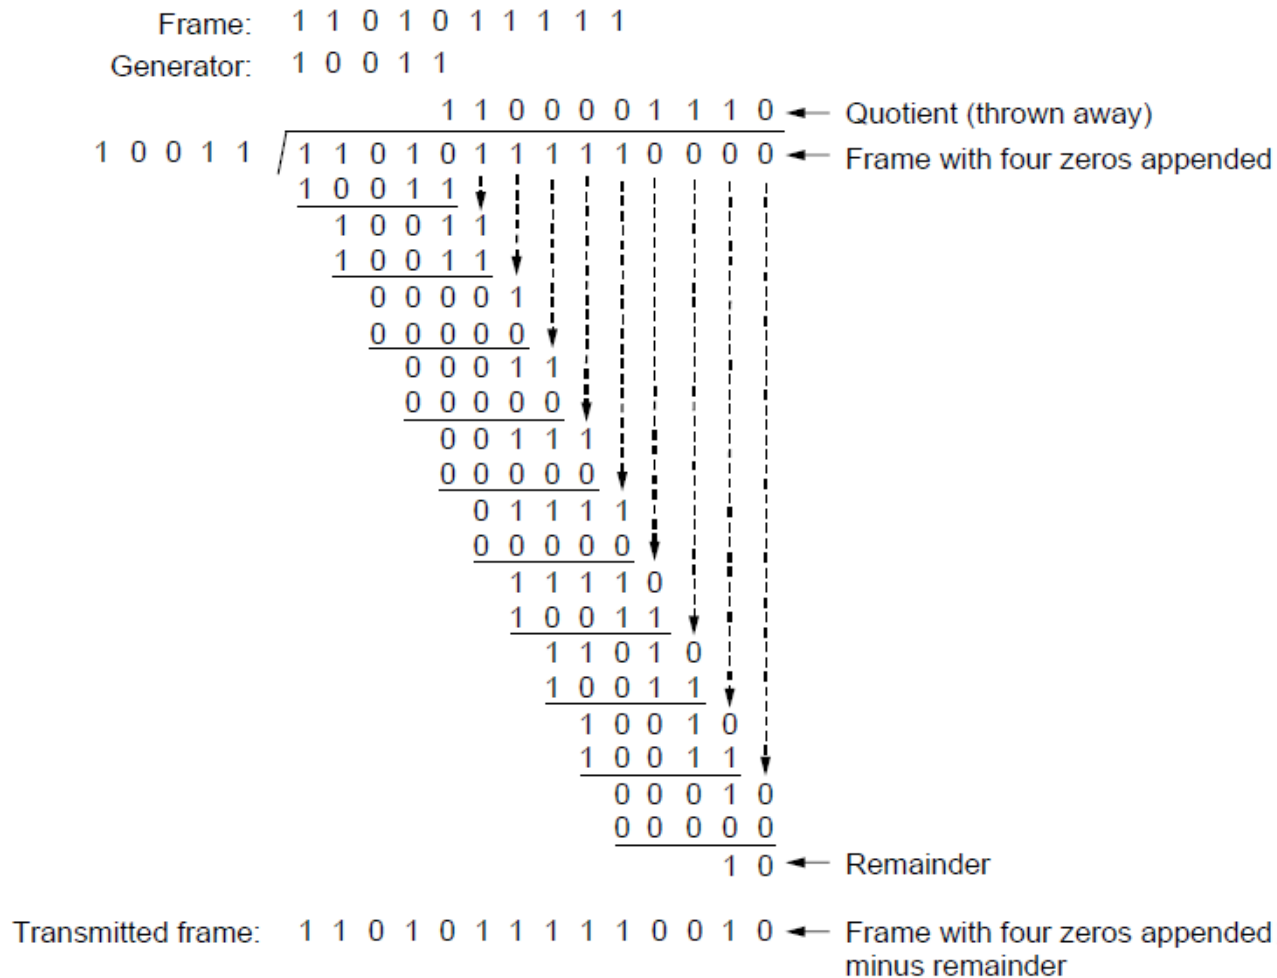 Frame: 1 1 0 1 0 1 1 1 1 1
Generator: 1 0 0 1 1
1 1 0 0 0 0 1 1 1 0 Quotient (thrown away)
1 0 0 1 1 1 1 0 1 0 1 1 1 1 1 0 0 0 0 Frame with four zeros appended
1 0 0 1 1
1 0 0 1 1
1 0 0 1 1
0 0 0 0 1
0 0 0 0 0
0 0 0 1 1
0 0 0 0 0
0 0 1 1 1
0 0 0 0 0
0 1 1 1 1
0 0 0 0 0
1 1 1 1 0
1 0 0 1 1
1 1 0 1 0
1 0 0 1 1
1 0 0 1 0
1 0 0 1 1
0 0 0 1 0
0 0 0 0 0
1 0 Remainder
Transmitted frame: 1 1 0 1 0 1 1 1 1 1 0 0 1 0 Frame with four zeros appended
minus remainder